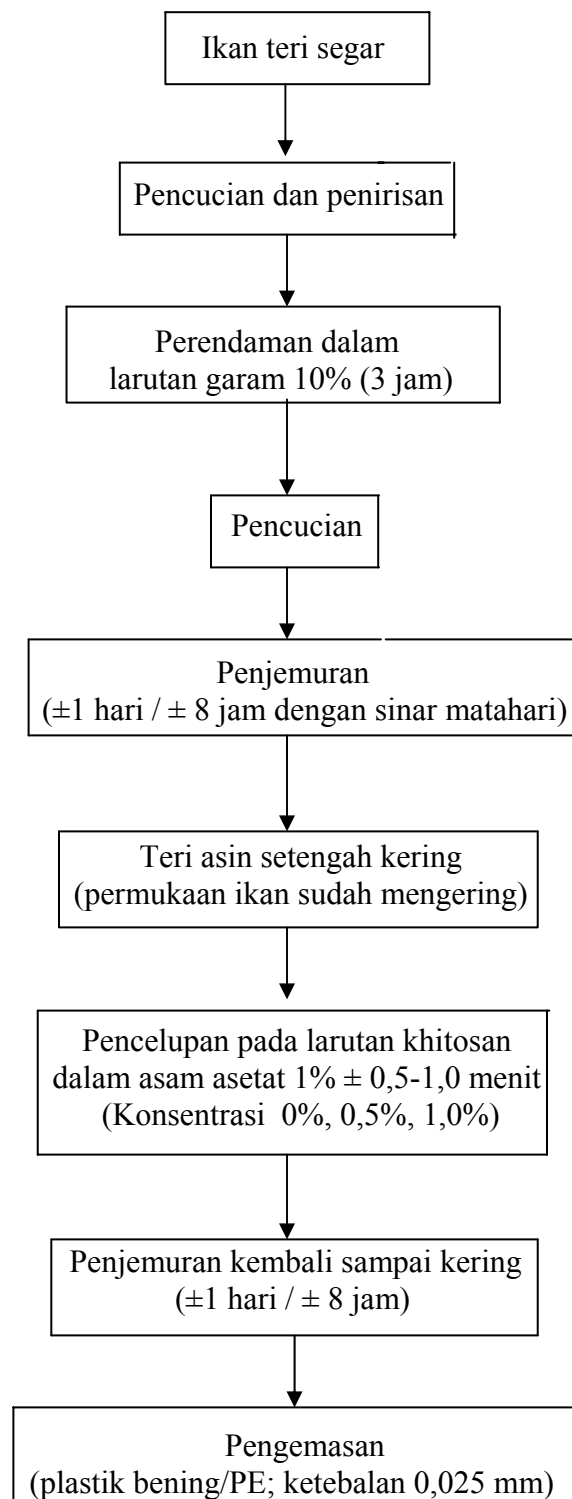 Ikan teri segar
Pencucian dan penirisan
Perendaman dalam
larutan garam 10% (3 jam)
Pencucian
Penjemuran
(±1 hari / ± 8 jam dengan sinar matahari)
Teri asin setengah kering
(permukaan ikan sudah mengering)
Pencelupan pada larutan khitosan
dalam asam asetat 1% ± 0,5-1,0 menit
(Konsentrasi 0%, 0,5%, 1,0%)
Penjemuran kembali sampai kering
(±1 hari / ± 8 jam)
Pengemasan
(plastik bening/PE; ketebalan 0,025 mm)